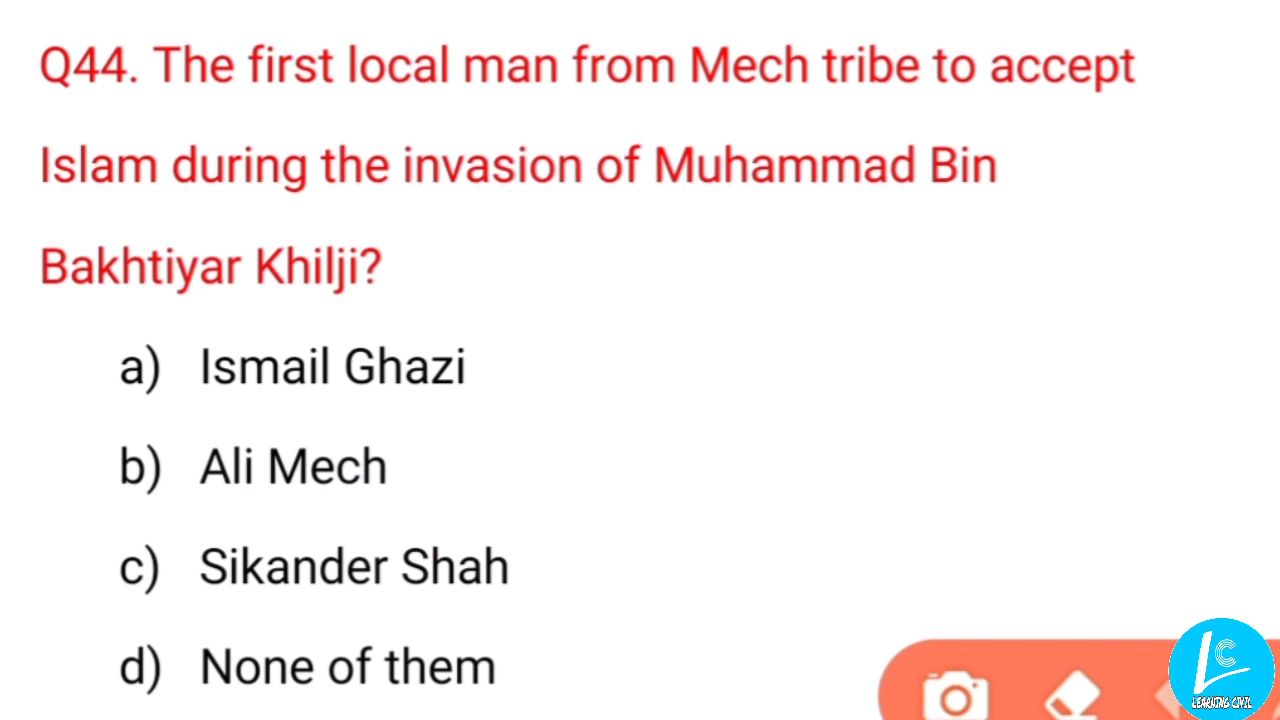 Q44. The first local man from Mech tribe to accept
Islam during the invasion of Muhammad Bin
Bakhtiyar Khilji?
a) Ismail Ghazi
b) Ali Mech
c) Sikander Shah
d) None of them
LC
LEARNING CIVIL